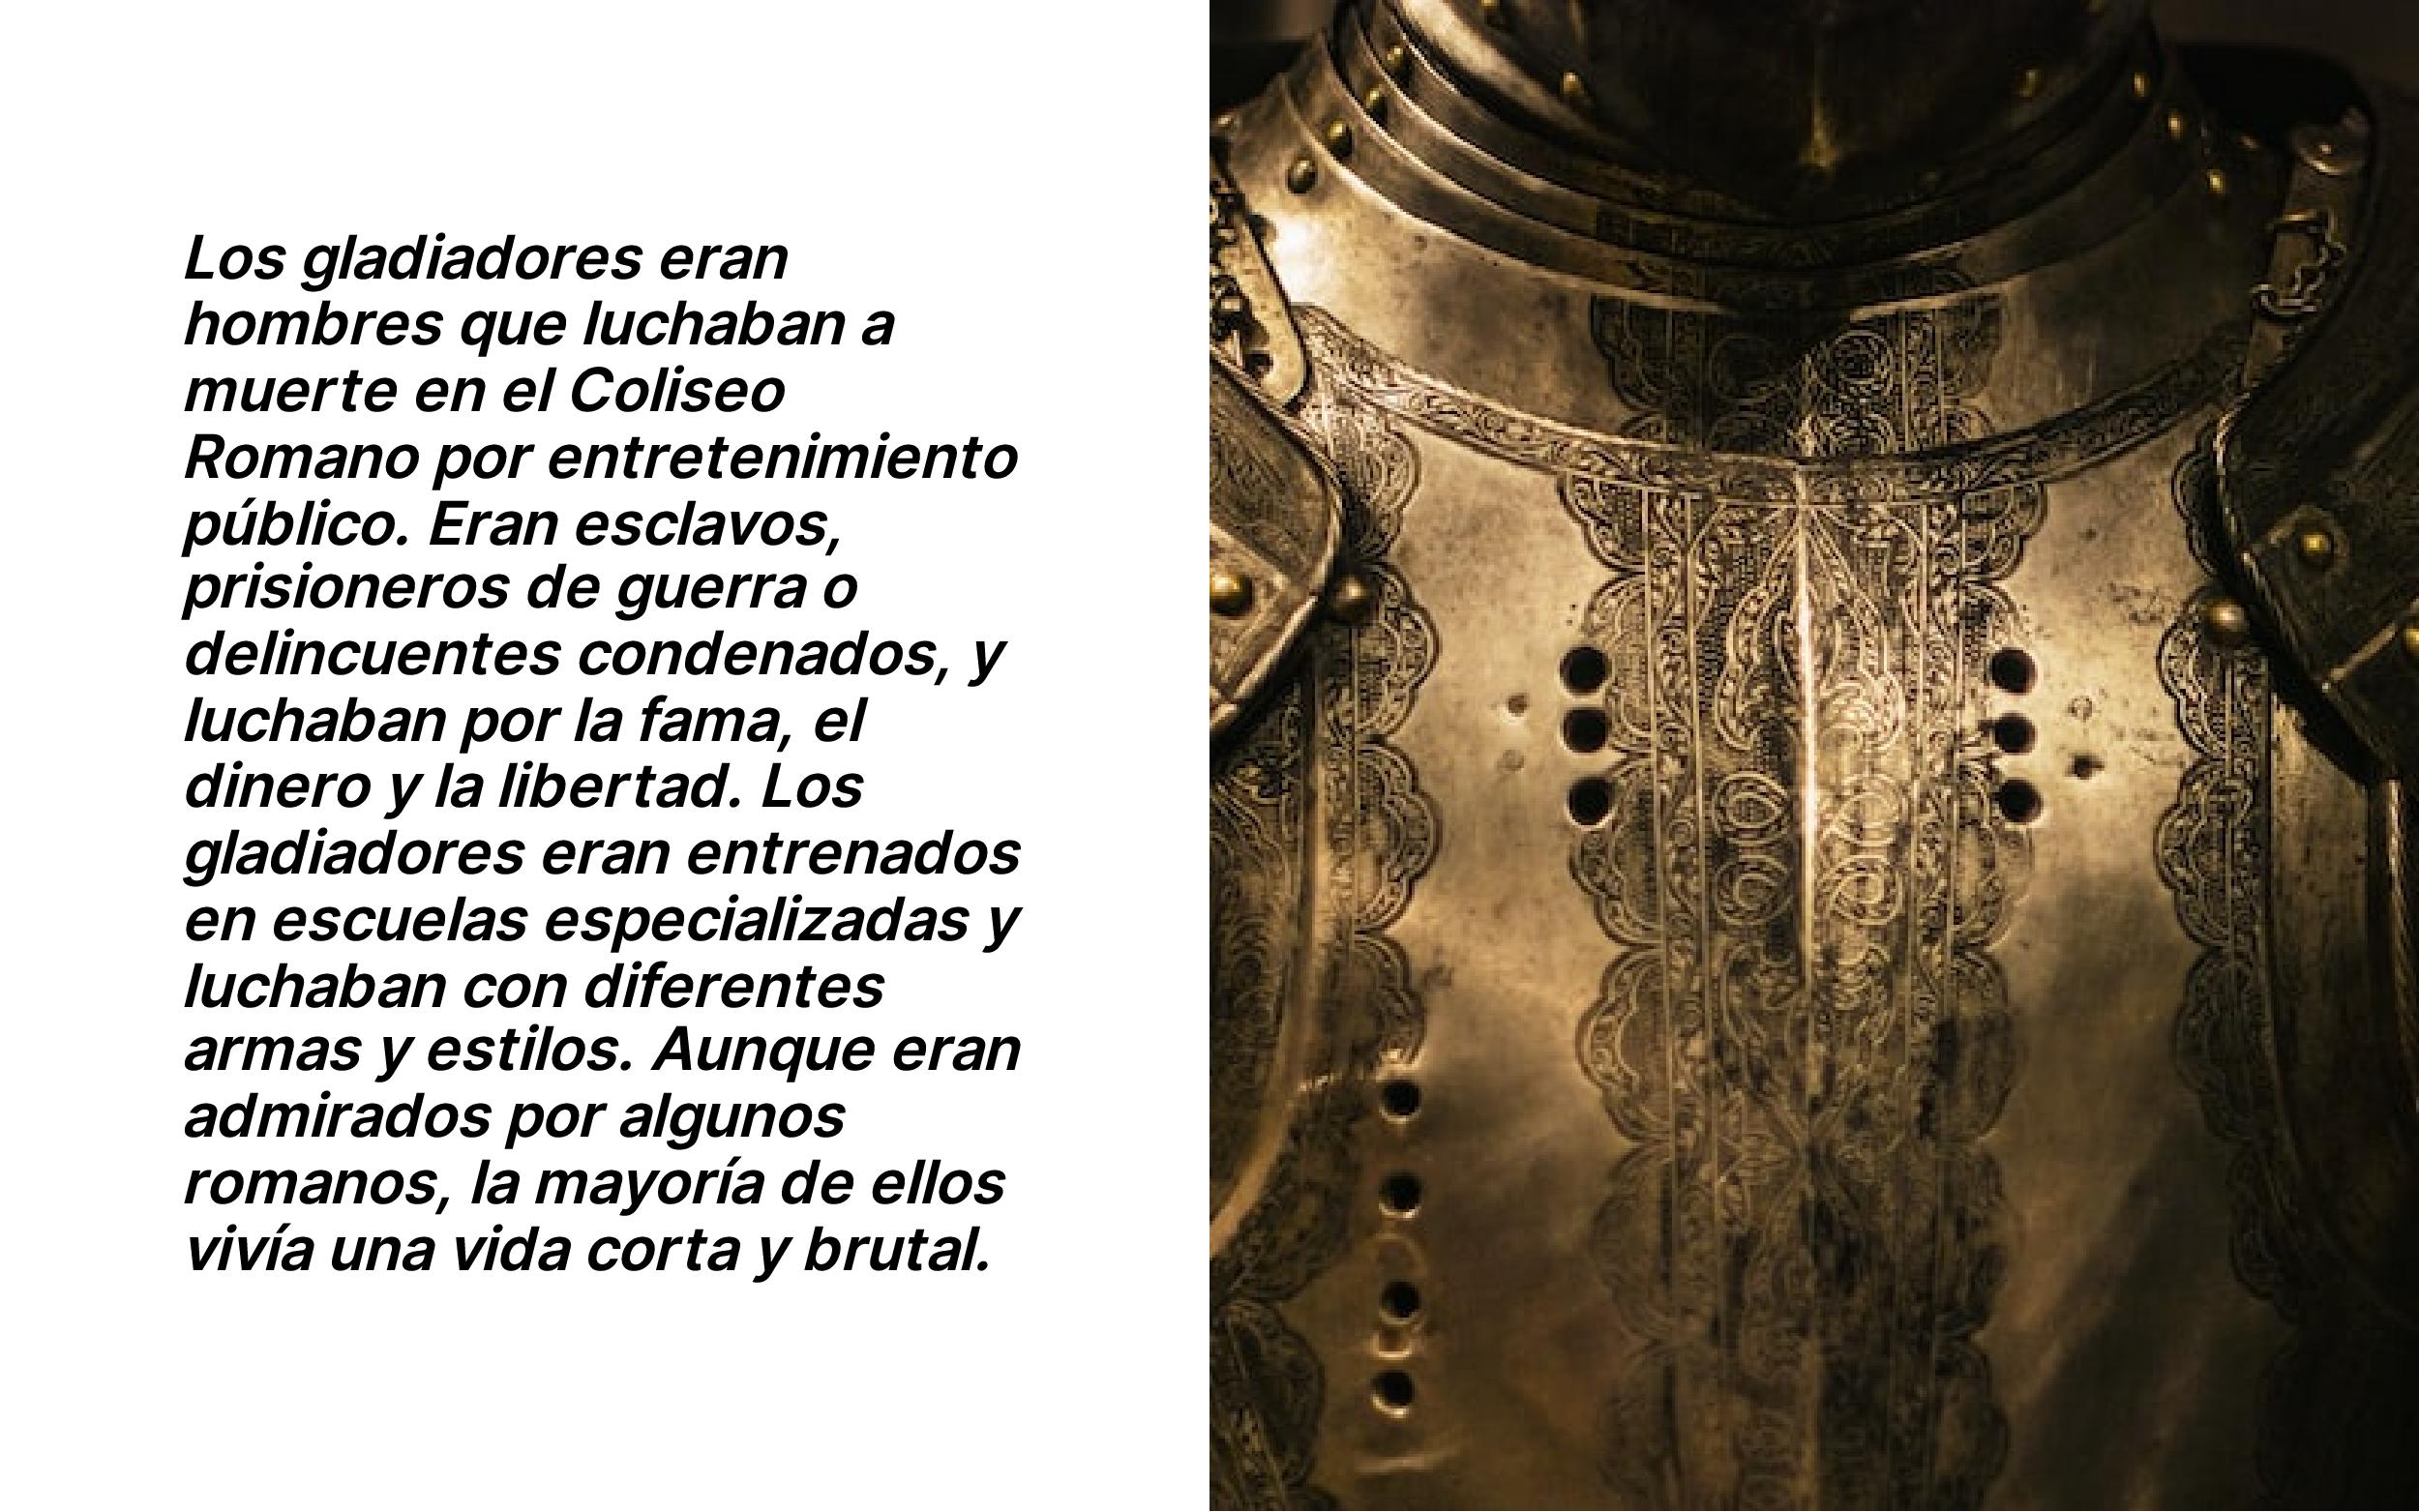 Los gladiadores eran
hombres que luchaban a
muerte en el Coliseo
Romano por entretenimiento
público. Eran esclavos,
prisioneros de guerra o
delincuentes condenados, y
luchaban por la fama, el
dinero y la libertad. Los
gladiadores eran entrenados
en escuelas especializadas y
luchaban con diferentes
armas y estilos. Aunque eran
admirados por algunos
romanos, la mayoría de ellos
vivía una vida corta y brutal.